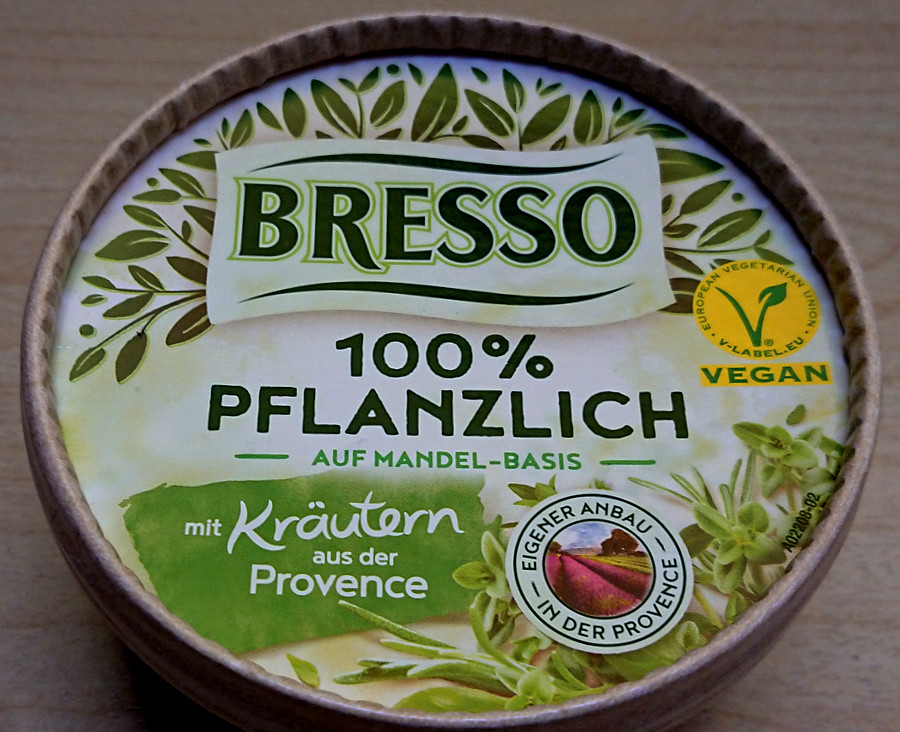 BRESSO
100%
PFLANZLICH
AUF MANDEL-BASIS
mit Kräutern
aus der
Provence
EIGENER ANBAU
IN DER PROVENCE
EUROPEAN VEGETARIAN UNION
V-LABEL.EU
®
VEGAN
A02208-02